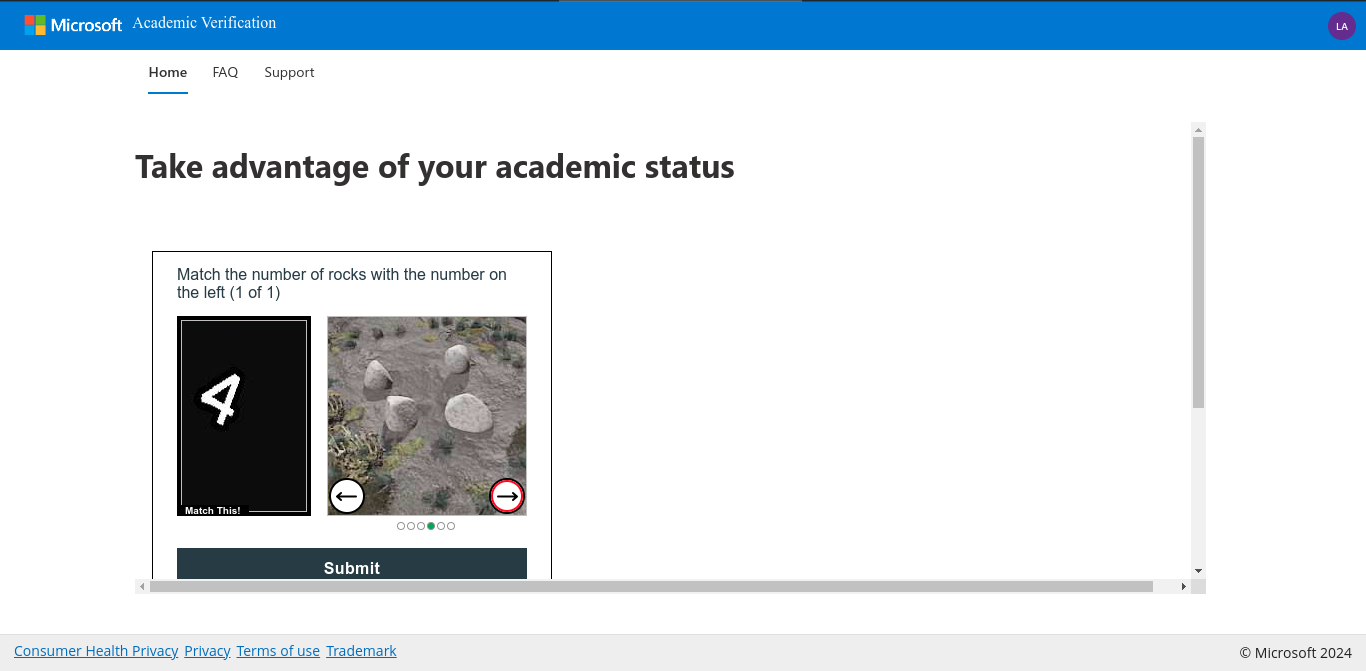 Microsoft Academic Verification
LA
Home FAQ Support
Take advantage of your academic status
Match the number of rocks with the number on
the left (1 of 1)
4
Match This!
Submit
Consumer Health Privacy Privacy Terms of use Trademark
© Microsoft 2024